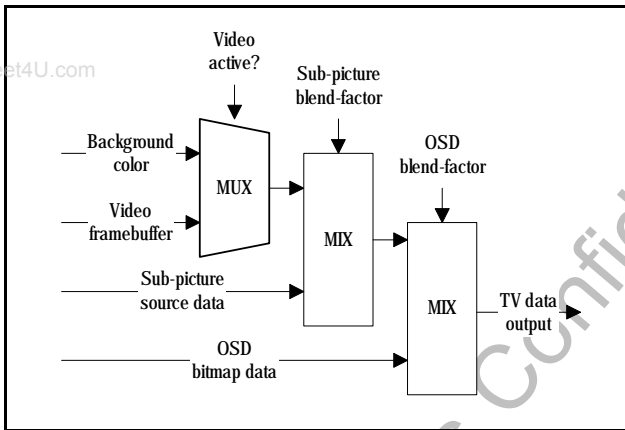 Video
active?
et4U.com
Sub-picture
blend-factor
Background
color
OSD
blend-factor
MUX
Video
framebuffer
MIX
Sub-picture
source data
MIX
TV data
output
OSD
bitmap data